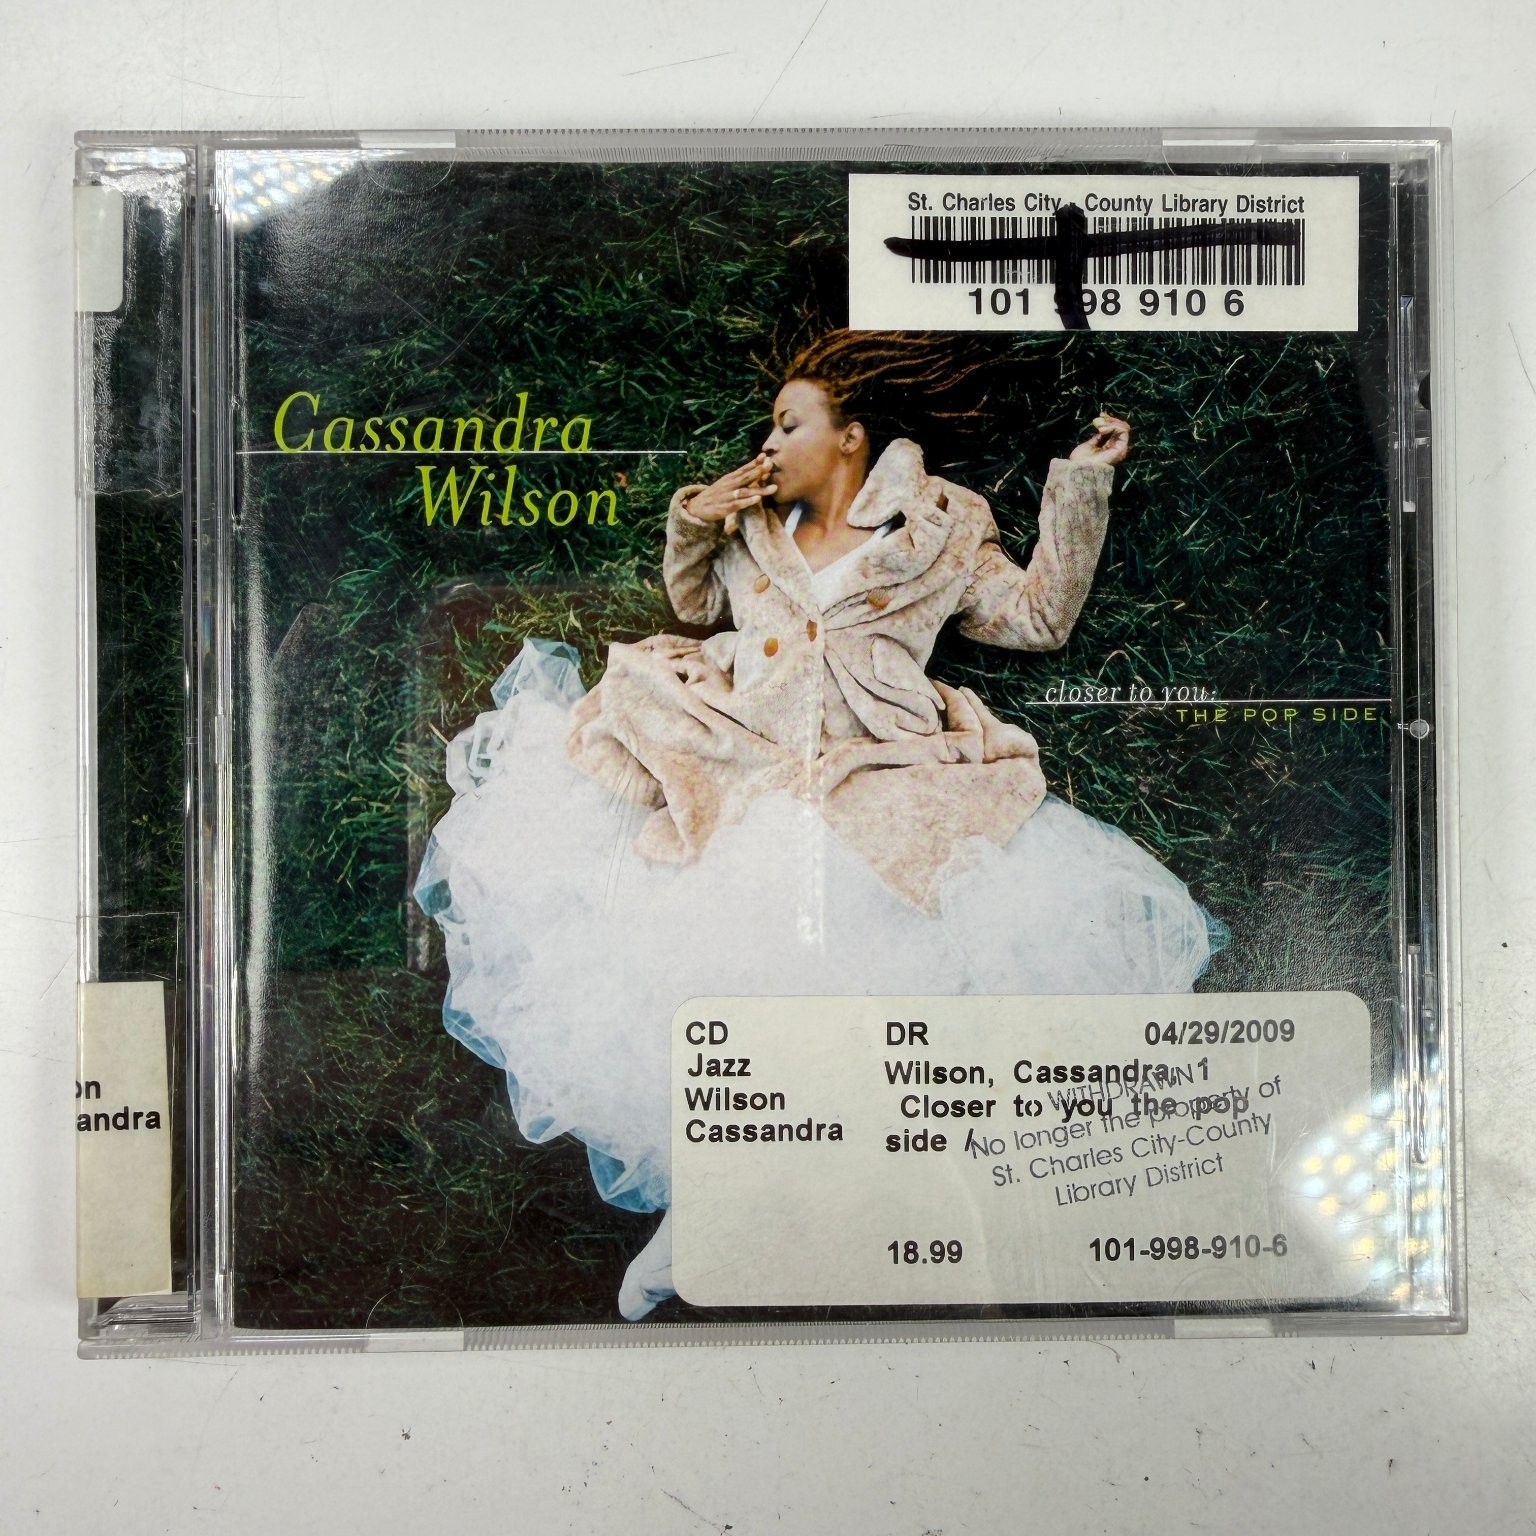 St. Charles City - County Library District
101 998 910 6
Cassandra
Wilson
closer to you:
THE POP SIDE
CD
Jazz
Wilson
Cassandra
DR 04/29/2009
Wilson, Cassandra, 1
Closer to you the pop
side /
WITHDRAWN
No longer the property of
St. Charles City-County
Library District
18.99 101-998-910-6
on
andra